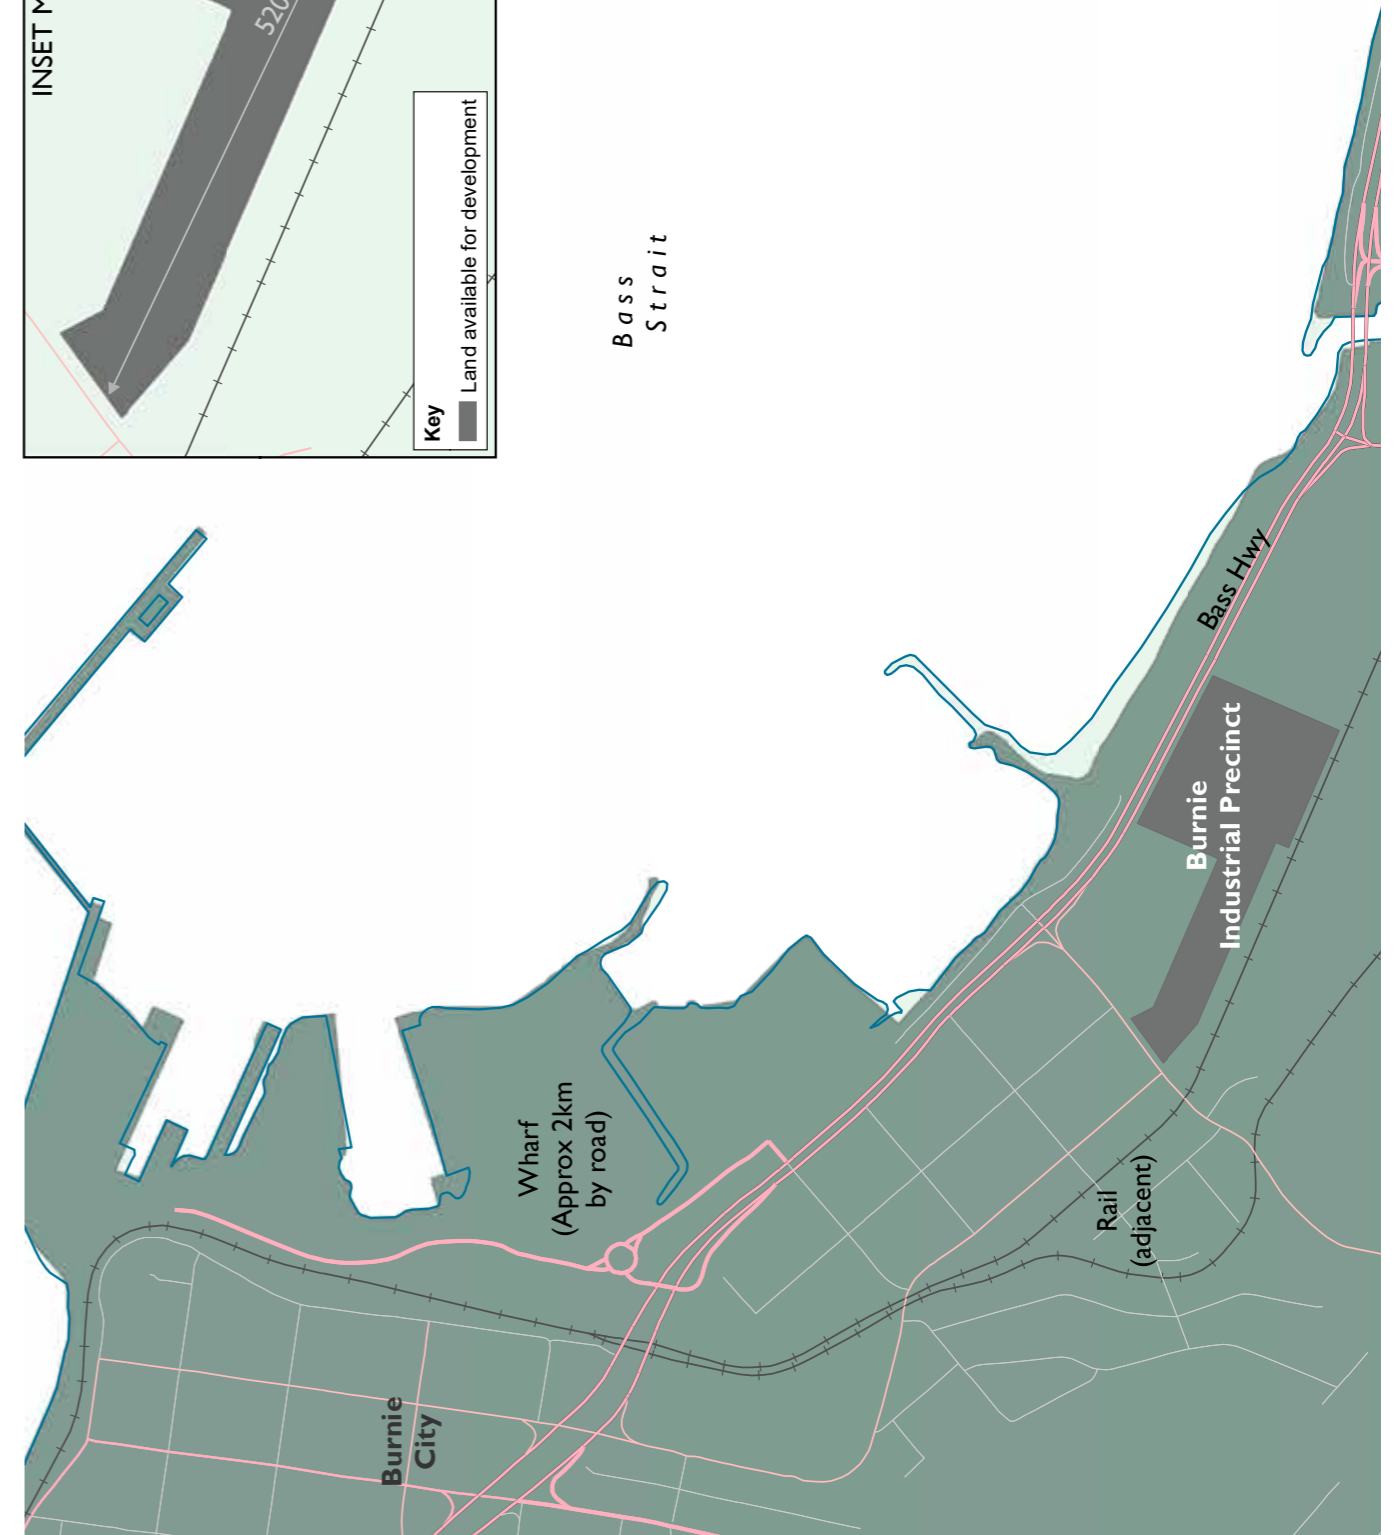 INSET M
520
Key
Land available for development
Bass
Strait
Bass Hwy
Burnie
Industrial Precinct
Wharf
(Approx 2km
by road)
Rail
(adjacent)
Burnie
City